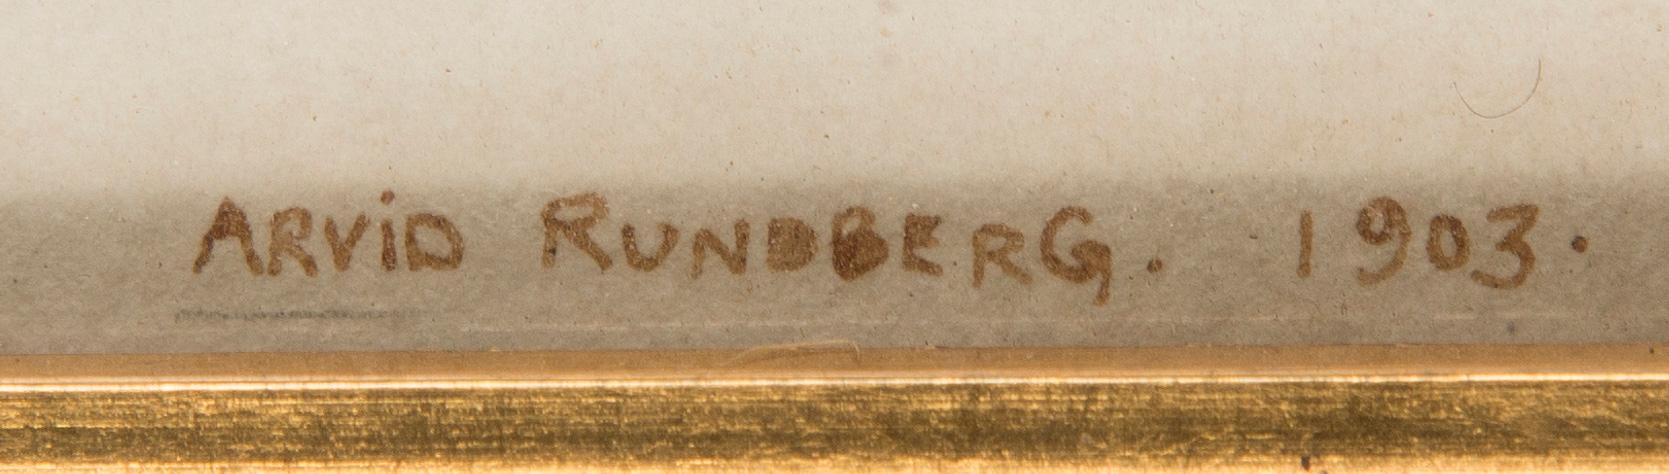 ARViD RUNDBERG. 1903.